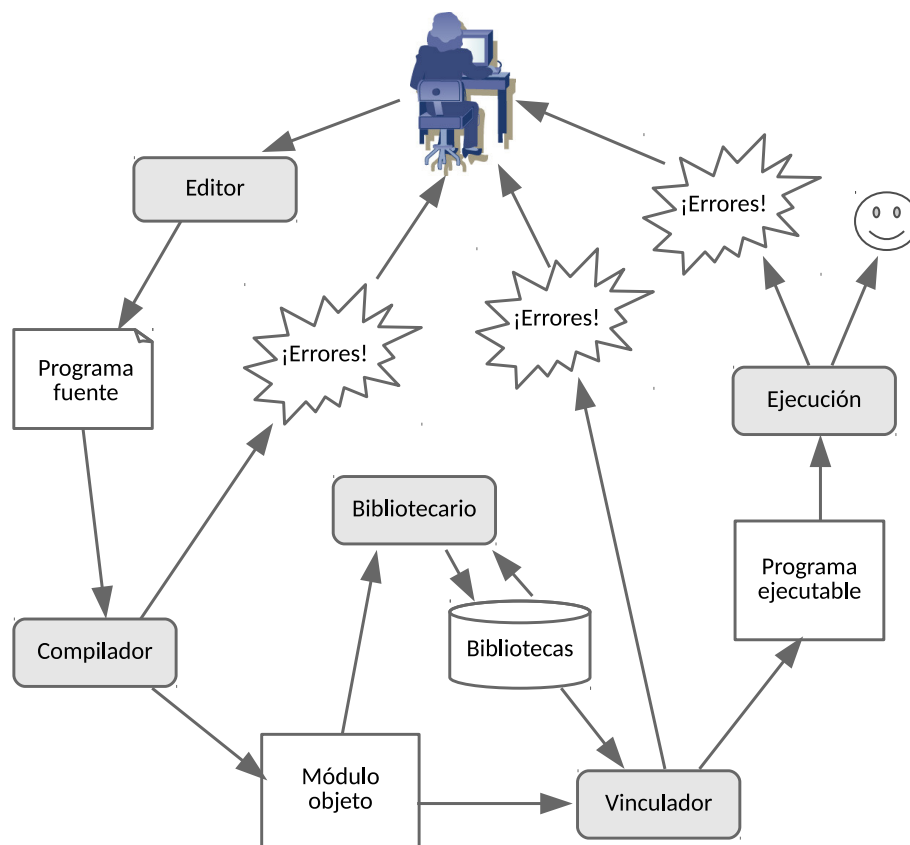 Editor
¡Errores!
¡Errores!
¡Errores!
Programa
fuente
Ejecución
Bibliotecario
Programa
ejecutable
Compilador
Bibliotecas
Módulo
objeto
Vinculador